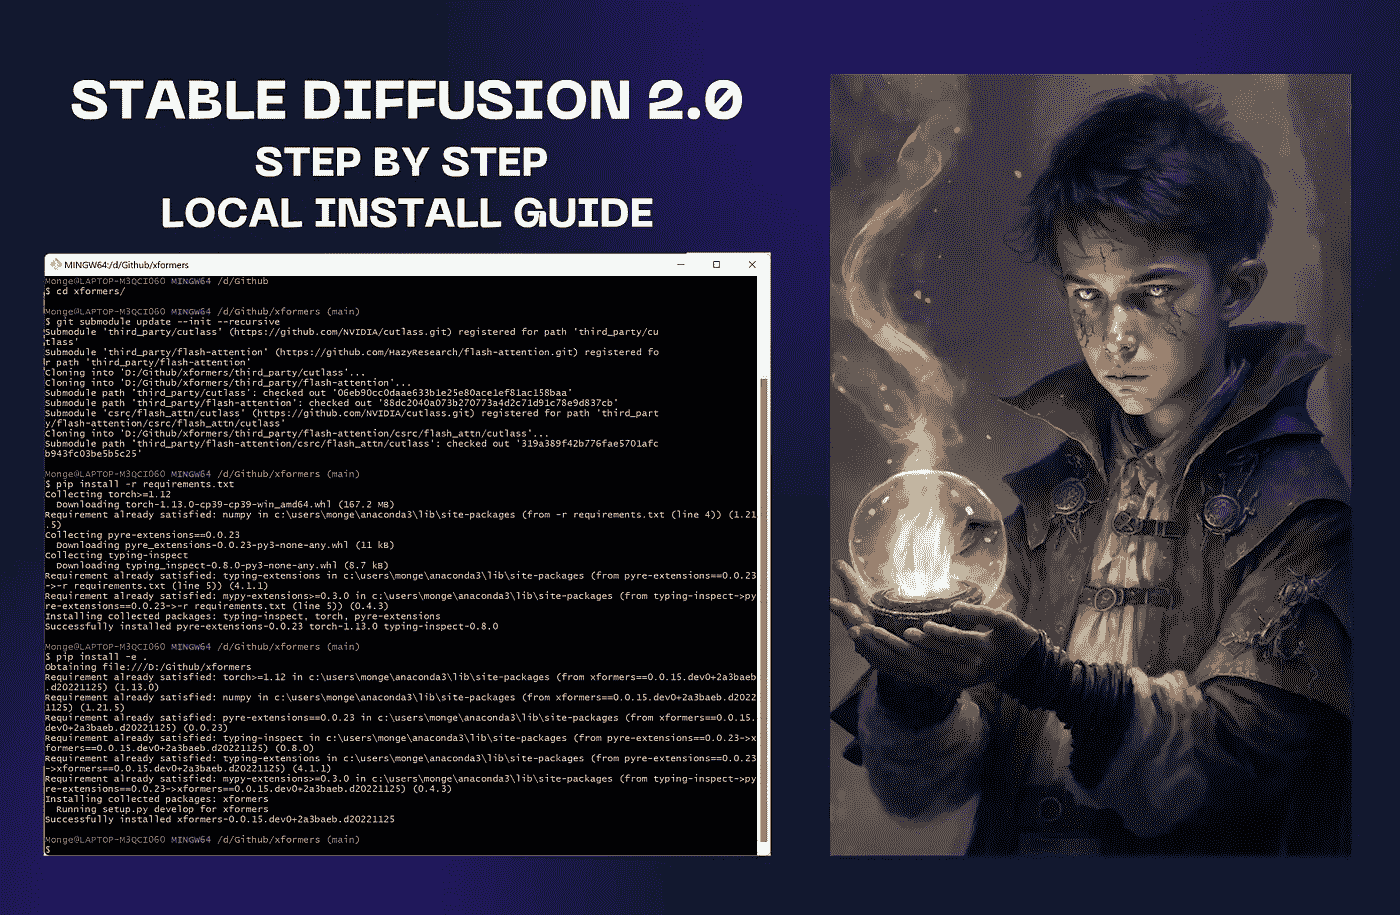 STABLE DIFFUSION 2.0
STEP BY STEP
LOCAL INSTALL GUIDE
MINGW64:/d/Github/xformers
Monge@LAPTOP-M3QCI060 MINGW64 /d/Github
$ cd xformers/
Monge@LAPTOP-M3QCI060 MINGW64 /d/Github/xformers (main)
$ git submodule update --init --recursive
Submodule 'third_party/cutlass' (https://github.com/NVIDIA/cutlass.git) registered for path 'third_party/cu
tlass'
Submodule 'third_party/flash-attention' (https://github.com/HazyResearch/flash-attention.git) registered fo
r path 'third_party/flash-attention'
Cloning into 'D:/Github/xformers/third_party/cutlass'...
Cloning into 'D:/Github/xformers/third_party/flash-attention'...
Submodule path 'third_party/cutlass': checked out '06eb90cc0daae633b1e25e80ace1ef81ac158baa'
Submodule path 'third_party/flash-attention': checked out '88dc2040a073b270773a4d2c71d91c78e9d837cb'
Submodule 'csrc/flash_attn/cutlass' (https://github.com/NVIDIA/cutlass.git) registered for path 'third_part
y/flash-attention/csrc/flash_attn/cutlass'
Cloning into 'D:/Github/xformers/third_party/flash-attention/csrc/flash_attn/cutlass'...
Submodule path 'third_party/flash-attention/csrc/flash_attn/cutlass': checked out '319a389f42b776fae5701afc
b943fc03be5b5c25'
Monge@LAPTOP-M3QCI060 MINGW64 /d/Github/xformers (main)
$ pip install -r requirements.txt
Collecting torch>=1.12
Downloading torch-1.13.0-cp39-cp39-win_amd64.whl (167.2 MB)
Requirement already satisfied: numpy in c:\users\monge\anaconda3\lib\site-packages (from -r requirements.txt (line 4)) (1.21
.5)
Collecting pyre-extensions==0.0.23
Downloading pyre_extensions-0.0.23-py3-none-any.whl (11 kB)
Collecting typing-inspect
Downloading typing_inspect-0.8.0-py3-none-any.whl (8.7 kB)
Requirement already satisfied: typing-extensions in c:\users\monge\anaconda3\lib\site-packages (from pyre-extensions==0.0.23
->-r requirements.txt (line 5)) (4.1.1)
Requirement already satisfied: mypy-extensions>=0.3.0 in c:\users\monge\anaconda3\lib\site-packages (from typing-inspect->py
re-extensions==0.0.23->-r requirements.txt (line 5)) (0.4.3)
Installing collected packages: typing-inspect, torch, pyre-extensions
Successfully installed pyre-extensions-0.0.23 torch-1.13.0 typing-inspect-0.8.0
Monge@LAPTOP-M3QCI060 MINGW64 /d/Github/xformers (main)
$ pip install -e .
Obtaining file:///D:/Github/xformers
Requirement already satisfied: torch>=1.12 in c:\users\monge\anaconda3\lib\site-packages (from xformers==0.0.15.dev0+2a3baeb
.d20221125) (1.13.0)
Requirement already satisfied: numpy in c:\users\monge\anaconda3\lib\site-packages (from xformers==0.0.15.dev0+2a3baeb.d2022
1125) (1.21.5)
Requirement already satisfied: pyre-extensions==0.0.23 in c:\users\monge\anaconda3\lib\site-packages (from xformers==0.0.15.
dev0+2a3baeb.d20221125) (0.0.23)
Requirement already satisfied: typing-inspect in c:\users\monge\anaconda3\lib\site-packages (from pyre-extensions==0.0.23->x
formers==0.0.15.dev0+2a3baeb.d20221125) (0.8.0)
Requirement already satisfied: typing-extensions in c:\users\monge\anaconda3\lib\site-packages (from pyre-extensions==0.0.23
->xformers==0.0.15.dev0+2a3baeb.d20221125) (4.1.1)
Requirement already satisfied: mypy-extensions>=0.3.0 in c:\users\monge\anaconda3\lib\site-packages (from typing-inspect->py
re-extensions==0.0.23->xformers==0.0.15.dev0+2a3baeb.d20221125) (0.4.3)
Installing collected packages: xformers
Running setup.py develop for xformers
Successfully installed xformers-0.0.15.dev0+2a3baeb.d20221125
Monge@LAPTOP-M3QCI060 MINGW64 /d/Github/xformers (main)
$